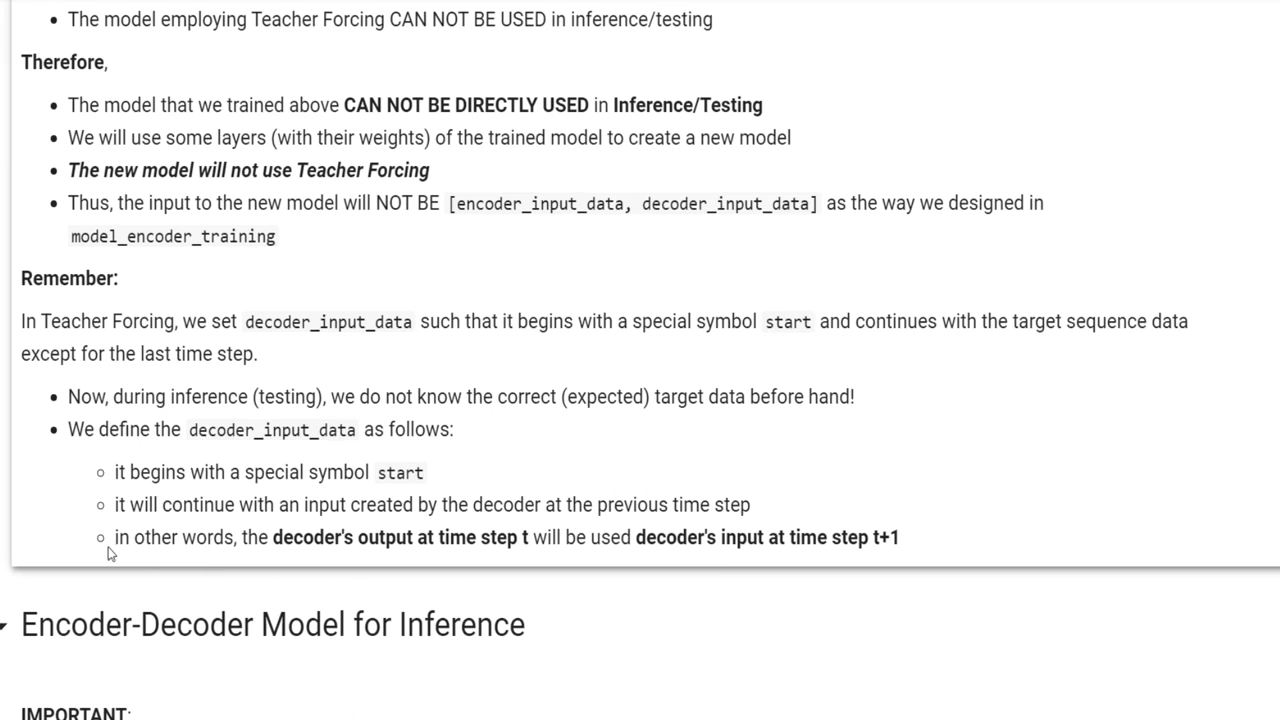 The model employing Teacher Forcing CAN NOT BE USED in inference/testing
Therefore,
The model that we trained above CAN NOT BE DIRECTLY USED in Inference/Testing
We will use some layers (with their weights) of the trained model to create a new model
The new model will not use Teacher Forcing
Thus, the input to the new model will NOT BE [encoder_input_data, decoder_input_data] as the way we designed in
model_encoder_training
Remember:
In Teacher Forcing, we set decoder_input_data such that it begins with a special symbol start and continues with the target sequence data
except for the last time step.
Now, during inference (testing), we do not know the correct (expected) target data before hand!
We define the decoder_input_data as follows:
it begins with a special symbol start
it will continue with an input created by the decoder at the previous time step
in other words, the decoder's output at time step t will be used decoder's input at time step t+1
Encoder-Decoder Model for Inference
IMPORTANT: